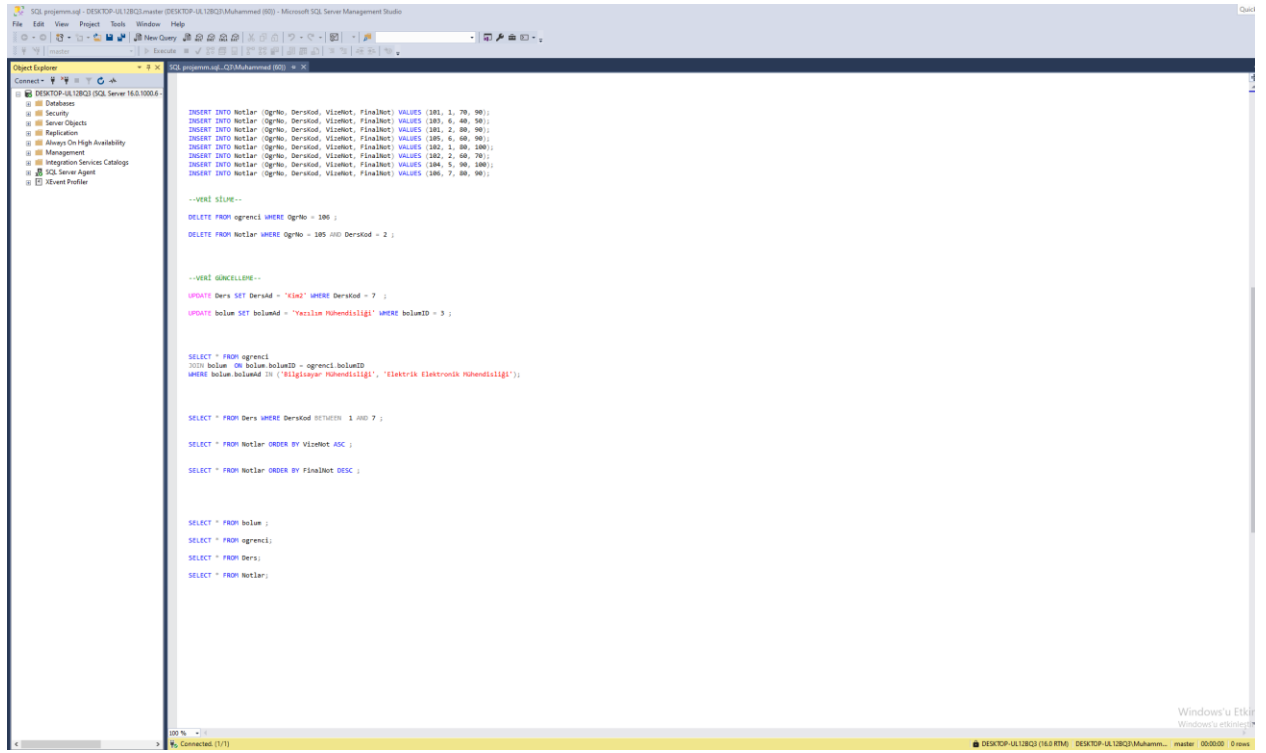 SQL projemm.sql - DESKTOP-UL12BQ3.master (DESKTOP-UL12BQ3\Muhammed (60)) - Microsoft SQL Server Management Studio
Quic
File Edit View Project Tools Window Help
New Query
master Execute
Object Explorer
SQL projemm.sql...Q3\Muhammed (60))
Connect
DESKTOP-UL12BQ3 (SQL Server 16.0.1000.6 -
Databases
Security
Server Objects
Replication
Always On High Availability
Management
Integration Services Catalogs
SQL Server Agent
XEvent Profiler
INSERT INTO Notlar (OgrNo, DersKod, VizeNot, FinalNot) VALUES (101, 1, 70, 90);
INSERT INTO Notlar (OgrNo, DersKod, VizeNot, FinalNot) VALUES (103, 6, 40, 50);
INSERT INTO Notlar (OgrNo, DersKod, VizeNot, FinalNot) VALUES (101, 2, 80, 90);
INSERT INTO Notlar (OgrNo, DersKod, VizeNot, FinalNot) VALUES (105, 6, 60, 90);
INSERT INTO Notlar (OgrNo, DersKod, VizeNot, FinalNot) VALUES (102, 1, 80, 100);
INSERT INTO Notlar (OgrNo, DersKod, VizeNot, FinalNot) VALUES (102, 2, 60, 70);
INSERT INTO Notlar (OgrNo, DersKod, VizeNot, FinalNot) VALUES (104, 5, 90, 100);
INSERT INTO Notlar (OgrNo, DersKod, VizeNot, FinalNot) VALUES (106, 7, 80, 90);
--VERİ SİLME--
DELETE FROM ogrenci WHERE OgrNo = 106 ;
DELETE FROM Notlar WHERE OgrNo = 105 AND DersKod = 2 ;
--VERİ GÜNCELLEME--
UPDATE Ders SET DersAd = 'Kim2' WHERE DersKod = 7 ;
UPDATE bolum SET bolumAd = 'Yazılım Mühendisliği' WHERE bolumID = 3 ;
SELECT * FROM ogrenci
JOIN bolum ON bolum.bolumID = ogrenci.bolumID
WHERE bolum.bolumAd IN ('Bilgisayar Mühendisliği', 'Elektrik Elektronik Mühendisliği');
SELECT * FROM Ders WHERE DersKod BETWEEN 1 AND 7 ;
SELECT * FROM Notlar ORDER BY VizeNot ASC ;
SELECT * FROM Notlar ORDER BY FinalNot DESC ;
SELECT * FROM bolum ;
SELECT * FROM ogrenci;
SELECT * FROM Ders;
SELECT * FROM Notlar;
Windows'u Etkin
Windows'u etkinleşt
100 %
Connected. (1/1)
DESKTOP-UL12BQ3 (16.0 RTM) DESKTOP-UL12BQ3\Muhamm... master 00:00:00 0 rows